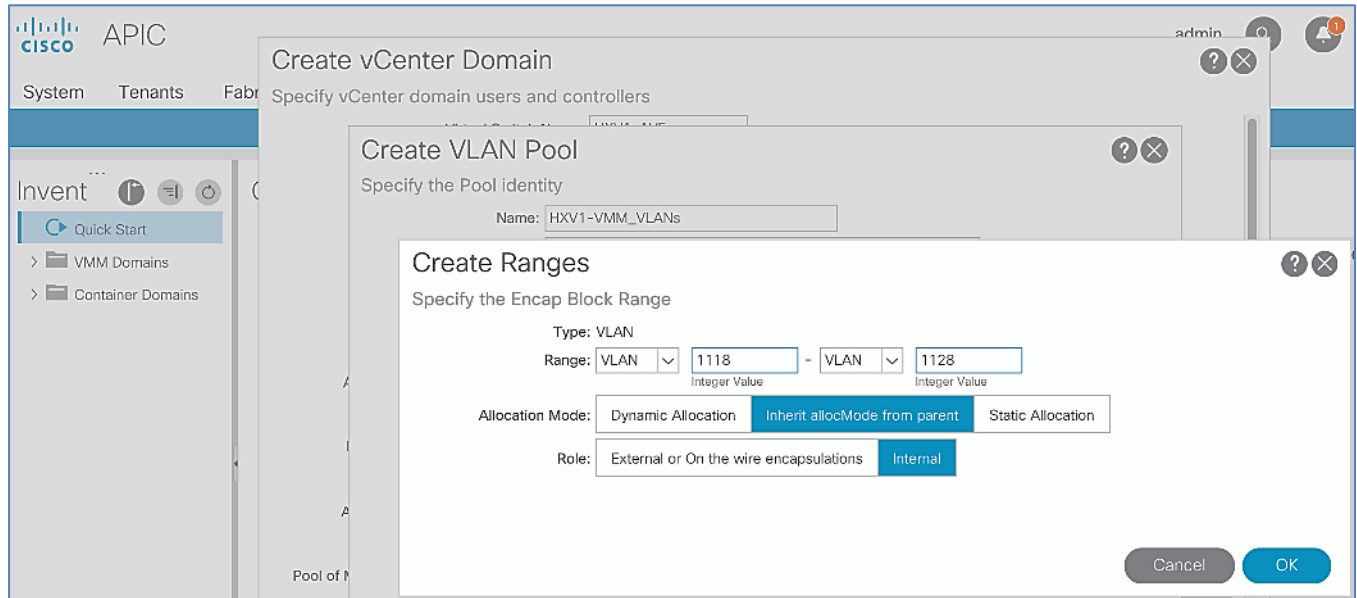 CISCO APIC
admin
1
System Tenants Fabr
Create vCenter Domain
Specify vCenter domain users and controllers
Create VLAN Pool
Specify the Pool identity
Name: HXV1-VMM_VLANs
Invent
Quick Start
VMM Domains
Container Domains
Create Ranges
Specify the Encap Block Range
Type: VLAN
Range: VLAN 1118 - VLAN 1128
Integer Value Integer Value
Allocation Mode: Dynamic Allocation Inherit allocMode from parent Static Allocation
Role: External or On the wire encapsulations Internal
Pool of M
Cancel OK